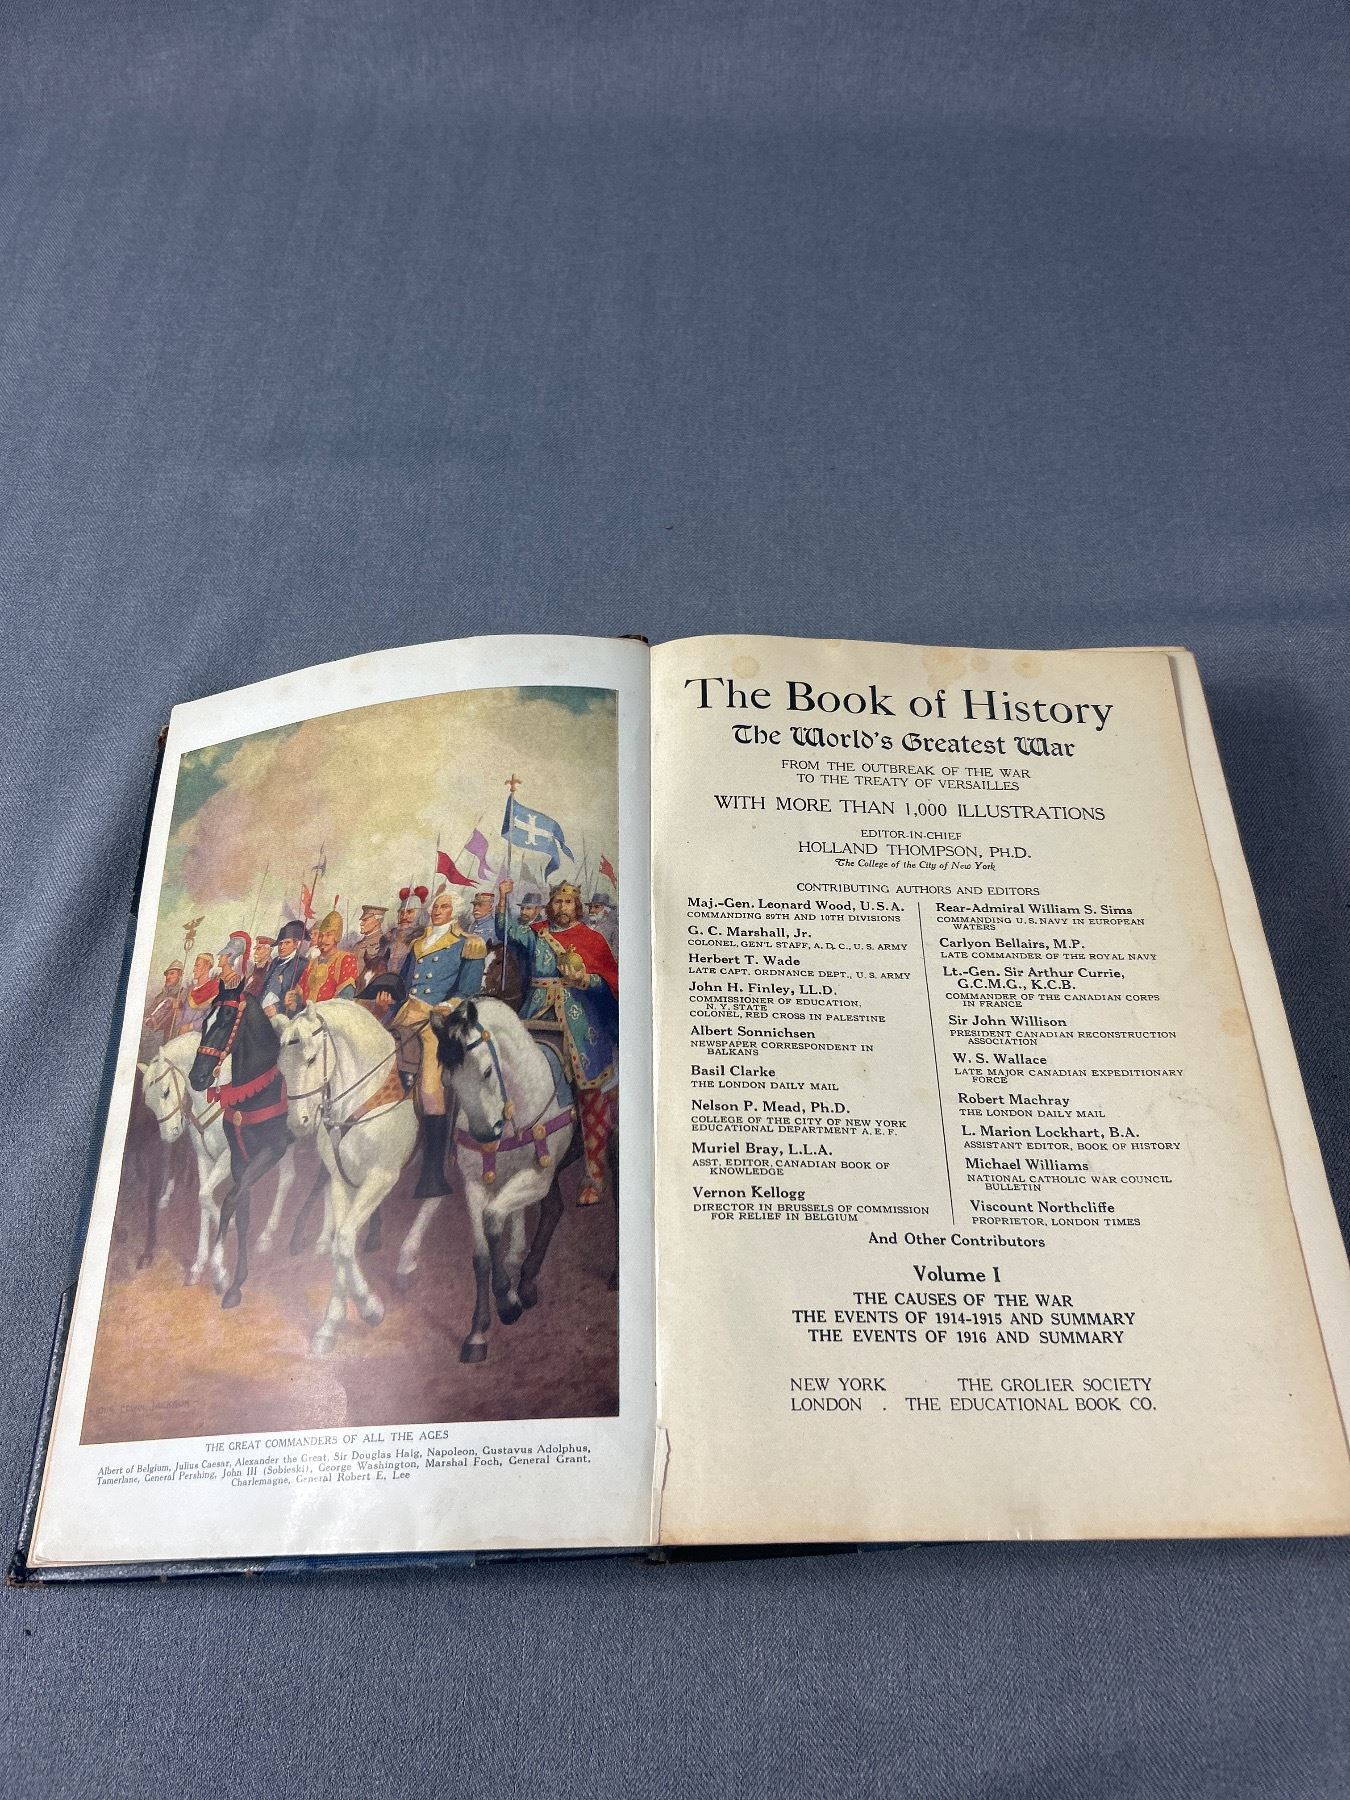 THE GREAT COMMANDERS OF ALL THE AGES
Albert of Belgium, Julius Caesar, Alexander the Great, Sir Douglas Haig, Napoleon, Gustavus Adolphus,
Tamerlane, General Pershing, John III (Sobieski), George Washington, Marshal Foch, General Grant,
Charlemagne, General Robert E. Lee
The Book of History
The World's Greatest War
FROM THE OUTBREAK OF THE WAR
TO THE TREATY OF VERSAILLES
WITH MORE THAN 1,000 ILLUSTRATIONS
EDITOR-IN-CHIEF
HOLLAND THOMPSON, PH.D.
The College of the City of New York
CONTRIBUTING AUTHORS AND EDITORS
Maj.-Gen. Leonard Wood, U.S.A.
COMMANDING 89TH AND 10TH DIVISIONS
G. C. Marshall, Jr.
COLONEL, GEN'L STAFF, A. D. C., U. S. ARMY
Herbert T. Wade
LATE CAPT. ORDNANCE DEPT., U. S. ARMY
John H. Finley, LL.D.
COMMISSIONER OF EDUCATION,
N. Y. STATE
COLONEL, RED CROSS IN PALESTINE
Albert Sonnichsen
NEWSPAPER CORRESPONDENT IN
BALKANS
Basil Clarke
THE LONDON DAILY MAIL
Nelson P. Mead, Ph.D.
COLLEGE OF THE CITY OF NEW YORK
EDUCATIONAL DEPARTMENT A. E. F.
Muriel Bray, L.L.A.
ASST. EDITOR, CANADIAN BOOK OF
KNOWLEDGE
Vernon Kellogg
DIRECTOR IN BRUSSELS OF COMMISSION
FOR RELIEF IN BELGIUM
Rear-Admiral William S. Sims
COMMANDING U. S. NAVY IN EUROPEAN
WATERS
Carlyon Bellairs, M.P.
LATE COMMANDER OF THE ROYAL NAVY
Lt.-Gen. Sir Arthur Currie,
G.C.M.G., K.C.B.
COMMANDER OF THE CANADIAN CORPS
IN FRANCE
Sir John Willison
PRESIDENT CANADIAN RECONSTRUCTION
ASSOCIATION
W. S. Wallace
LATE MAJOR CANADIAN EXPEDITIONARY
FORCE
Robert Machray
THE LONDON DAILY MAIL
L. Marion Lockhart, B.A.
ASSISTANT EDITOR, BOOK OF HISTORY
Michael Williams
NATIONAL CATHOLIC WAR COUNCIL
BULLETIN
Viscount Northcliffe
PROPRIETOR, LONDON TIMES
And Other Contributors
Volume I
THE CAUSES OF THE WAR
THE EVENTS OF 1914-1915 AND SUMMARY
THE EVENTS OF 1916 AND SUMMARY
NEW YORK . THE GROLIER SOCIETY
LONDON . THE EDUCATIONAL BOOK CO.